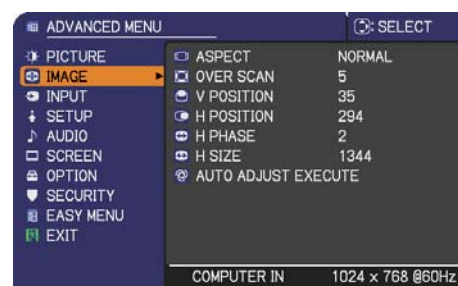 ADVANCED MENU : SELECT
PICTURE
IMAGE
INPUT
SETUP
AUDIO
SCREEN
OPTION
SECURITY
EASY MENU
EXIT
ASPECT NORMAL
OVER SCAN 5
V POSITION 35
H POSITION 294
H PHASE 2
H SIZE 1344
AUTO ADJUST EXECUTE
COMPUTER IN 1024 x 768 @60Hz